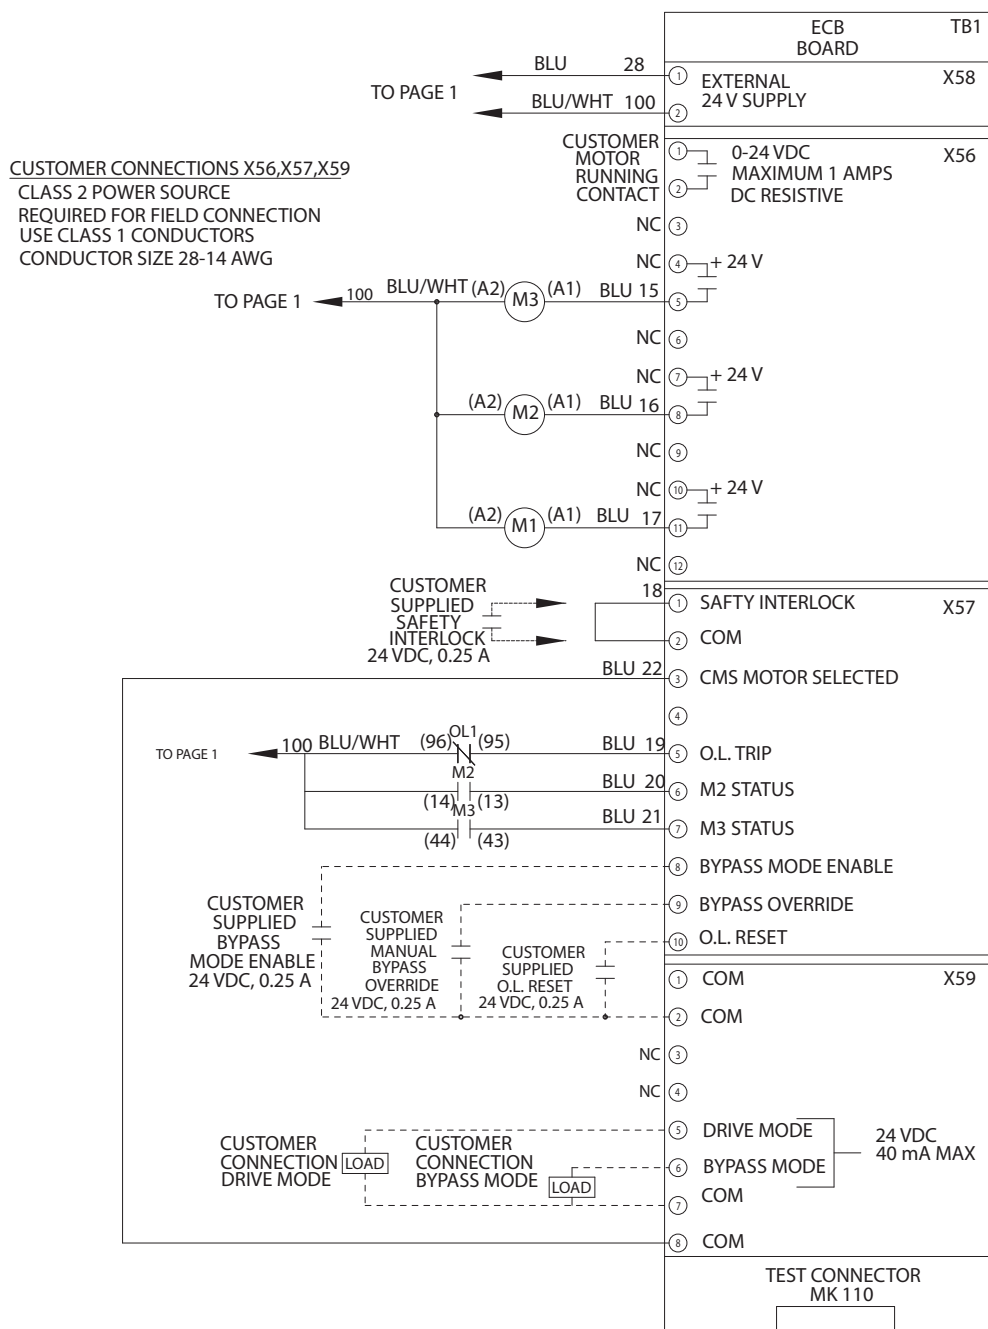 ECB
BOARD
TB1
BLU 28
1
EXTERNAL
24 V SUPPLY
X58
TO PAGE 1
BLU/WHT 100
2
CUSTOMER
MOTOR
RUNNING
CONTACT
1
2
0-24 VDC
MAXIMUM 1 AMPS
DC RESISTIVE
X56
CUSTOMER CONNECTIONS X56,X57,X59
CLASS 2 POWER SOURCE
REQUIRED FOR FIELD CONNECTION
USE CLASS 1 CONDUCTORS
CONDUCTOR SIZE 28-14 AWG
NC 3
NC 4 + 24 V
TO PAGE 1 100 BLU/WHT (A2) M3 (A1) BLU 15 5
NC 6
NC 7 + 24 V
(A2) M2 (A1) BLU 16 8
NC 9
NC 10 + 24 V
(A2) M1 (A1) BLU 17 11
NC 12
CUSTOMER
SUPPLIED
SAFETY
INTERLOCK
24 VDC, 0.25 A
18
1 SAFTY INTERLOCK X57
2 COM
BLU 22 3 CMS MOTOR SELECTED
4
TO PAGE 1 100 BLU/WHT (96) OL1 (95) BLU 19 5 O.L. TRIP
M2
(14) (13) BLU 20 6 M2 STATUS
M3
(44) (43) BLU 21 7 M3 STATUS
8 BYPASS MODE ENABLE
9 BYPASS OVERRIDE
10 O.L. RESET
CUSTOMER
SUPPLIED
BYPASS
MODE ENABLE
24 VDC, 0.25 A
CUSTOMER
SUPPLIED
MANUAL
BYPASS
OVERRIDE
24 VDC, 0.25 A
CUSTOMER
SUPPLIED
O.L. RESET
24 VDC, 0.25 A
1 COM X59
2 COM
NC 3
NC 4
5 DRIVE MODE
6 BYPASS MODE
24 VDC
40 mA MAX
CUSTOMER
CONNECTION
DRIVE MODE
LOAD
CUSTOMER
CONNECTION
BYPASS MODE
LOAD
7 COM
8 COM
TEST CONNECTOR
MK 110